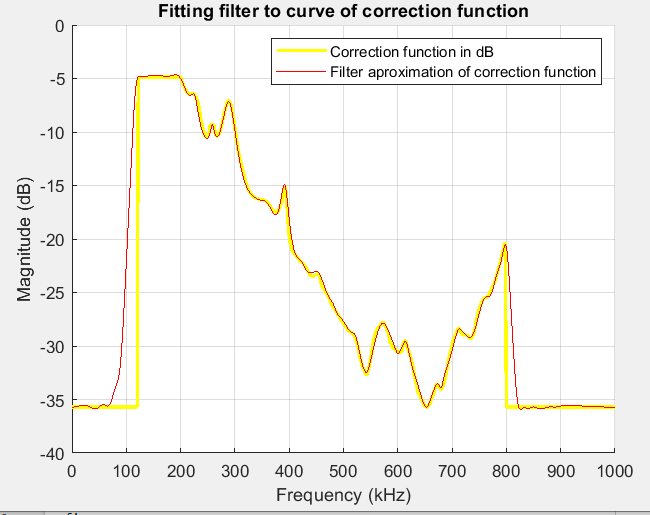 Fitting filter to curve of correction function
Correction function in dB
Filter aproximation of correction function
0
-5
-10
-15
-20
-25
-30
-35
-40
Magnitude (dB)
0 100 200 300 400 500 600 700 800 900 1000
Frequency (kHz)